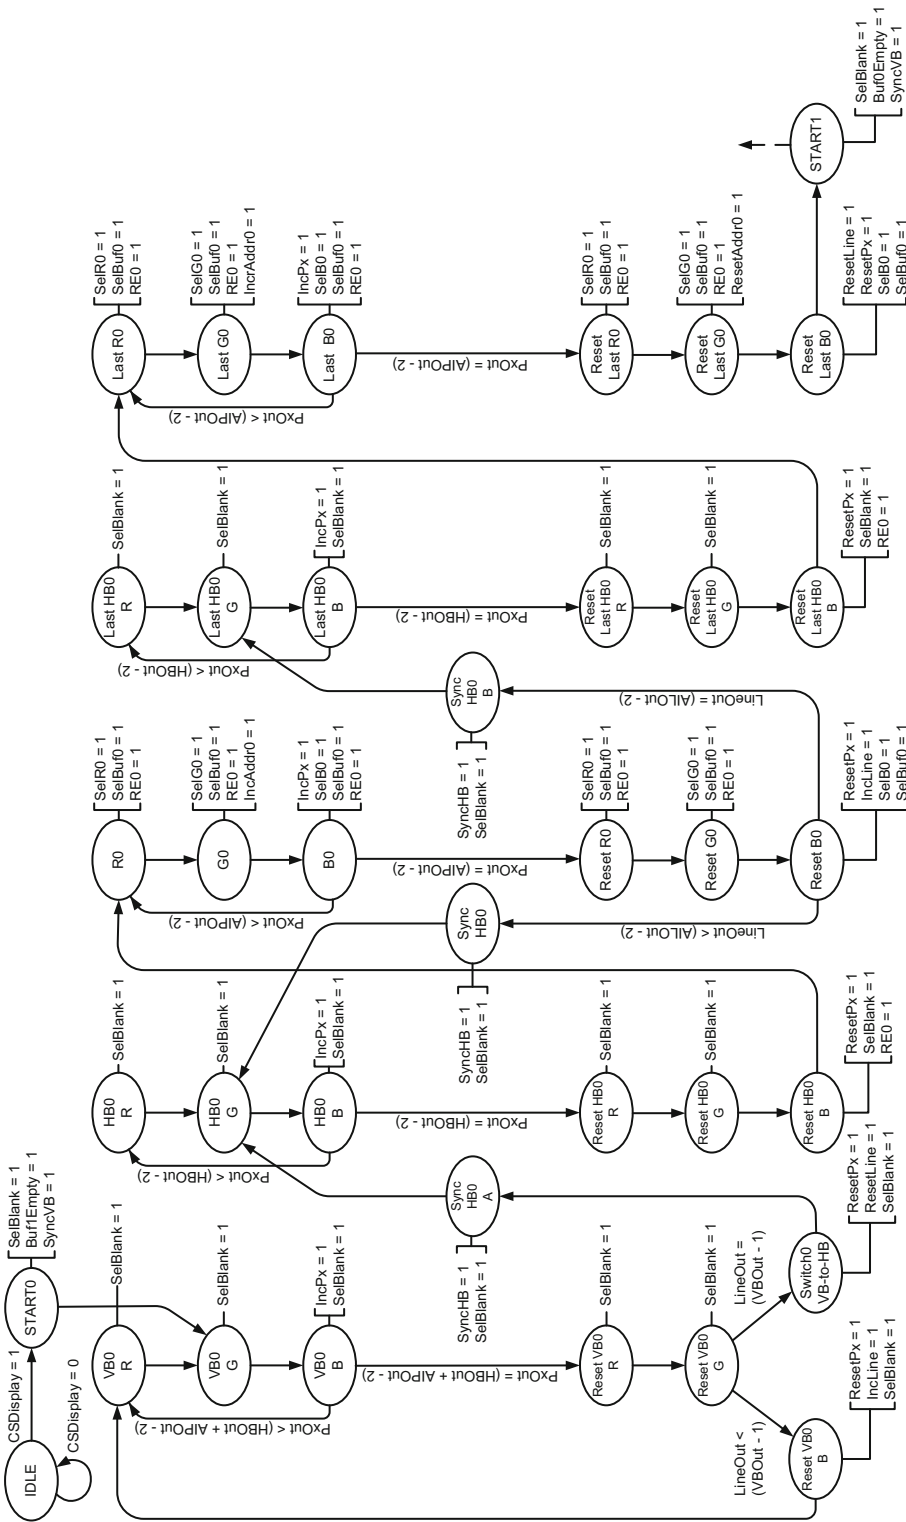 SelBlank = 1
Buf1Empty = 1
SyncVB = 1
START0
CSDisplay = 1
CSDisplay = 0
IDLE
SelBlank = 1
VB0
R
SelBlank = 1
VB0
G
IncPx = 1
SelBlank = 1
VB0
B
PxOut < (HBOut + AIPOut - 2)
PxOut = (HBOut + AIPOut - 2)
SelBlank = 1
Reset VB0
R
SelBlank = 1
Reset VB0
G
LineOut <
(VBOut - 1)
LineOut =
(VBOut - 1)
Reset VB0
B
ResetPx = 1
IncLine = 1
SelBlank = 1
Switch0
VB-to-HB
ResetPx = 1
ResetLine = 1
SelBlank = 1
Sync
HB0
A
SyncHB = 1
SelBlank = 1
SelBlank = 1
HB0
R
SelBlank = 1
HB0
G
IncPx = 1
SelBlank = 1
HB0
B
PxOut < (HBOut - 2)
PxOut = (HBOut - 2)
SelBlank = 1
Reset HB0
R
SelBlank = 1
Reset HB0
G
Reset HB0
B
ResetPx = 1
SelBlank = 1
RE0 = 1
Sync
HB0
SyncHB = 1
SelBlank = 1
SelR0 = 1
SelBuf0 = 1
RE0 = 1
R0
SelG0 = 1
SelBuf0 = 1
RE0 = 1
IncAddr0 = 1
G0
IncPx = 1
SelB0 = 1
SelBuf0 = 1
RE0 = 1
B0
PxOut < (AIPOut - 2)
PxOut = (AIPOut - 2)
SelR0 = 1
SelBuf0 = 1
RE0 = 1
Reset R0
SelG0 = 1
SelBuf0 = 1
RE0 = 1
Reset G0
Reset B0
ResetPx = 1
IncLine = 1
SelB0 = 1
SelBuf0 = 1
LineOut < (AILOut - 2)
LineOut = (AILOut - 2)
Sync
HB0
B
SyncHB = 1
SelBlank = 1
SelBlank = 1
Last HB0
R
SelBlank = 1
Last HB0
G
IncPx = 1
SelBlank = 1
Last HB0
B
PxOut < (HBOut - 2)
PxOut = (HBOut - 2)
SelBlank = 1
Reset
Last HB0
R
SelBlank = 1
Reset
Last HB0
G
Reset
Last HB0
B
ResetPx = 1
SelBlank = 1
RE0 = 1
SelR0 = 1
SelBuf0 = 1
RE0 = 1
Last R0
SelG0 = 1
SelBuf0 = 1
RE0 = 1
IncrAddr0 = 1
Last G0
IncPx = 1
SelB0 = 1
SelBuf0 = 1
RE0 = 1
Last B0
PxOut < (AIPOut - 2)
PxOut = (AIPOut - 2)
SelR0 = 1
SelBuf0 = 1
RE0 = 1
Reset
Last R0
SelG0 = 1
SelBuf0 = 1
RE0 = 1
ResetAddr0 = 1
Reset
Last G0
Reset
Last B0
ResetLine = 1
ResetPx = 1
SelB0 = 1
SelBuf0 = 1
START1
SelBlank = 1
Buf0Empty = 1
SyncVB = 1